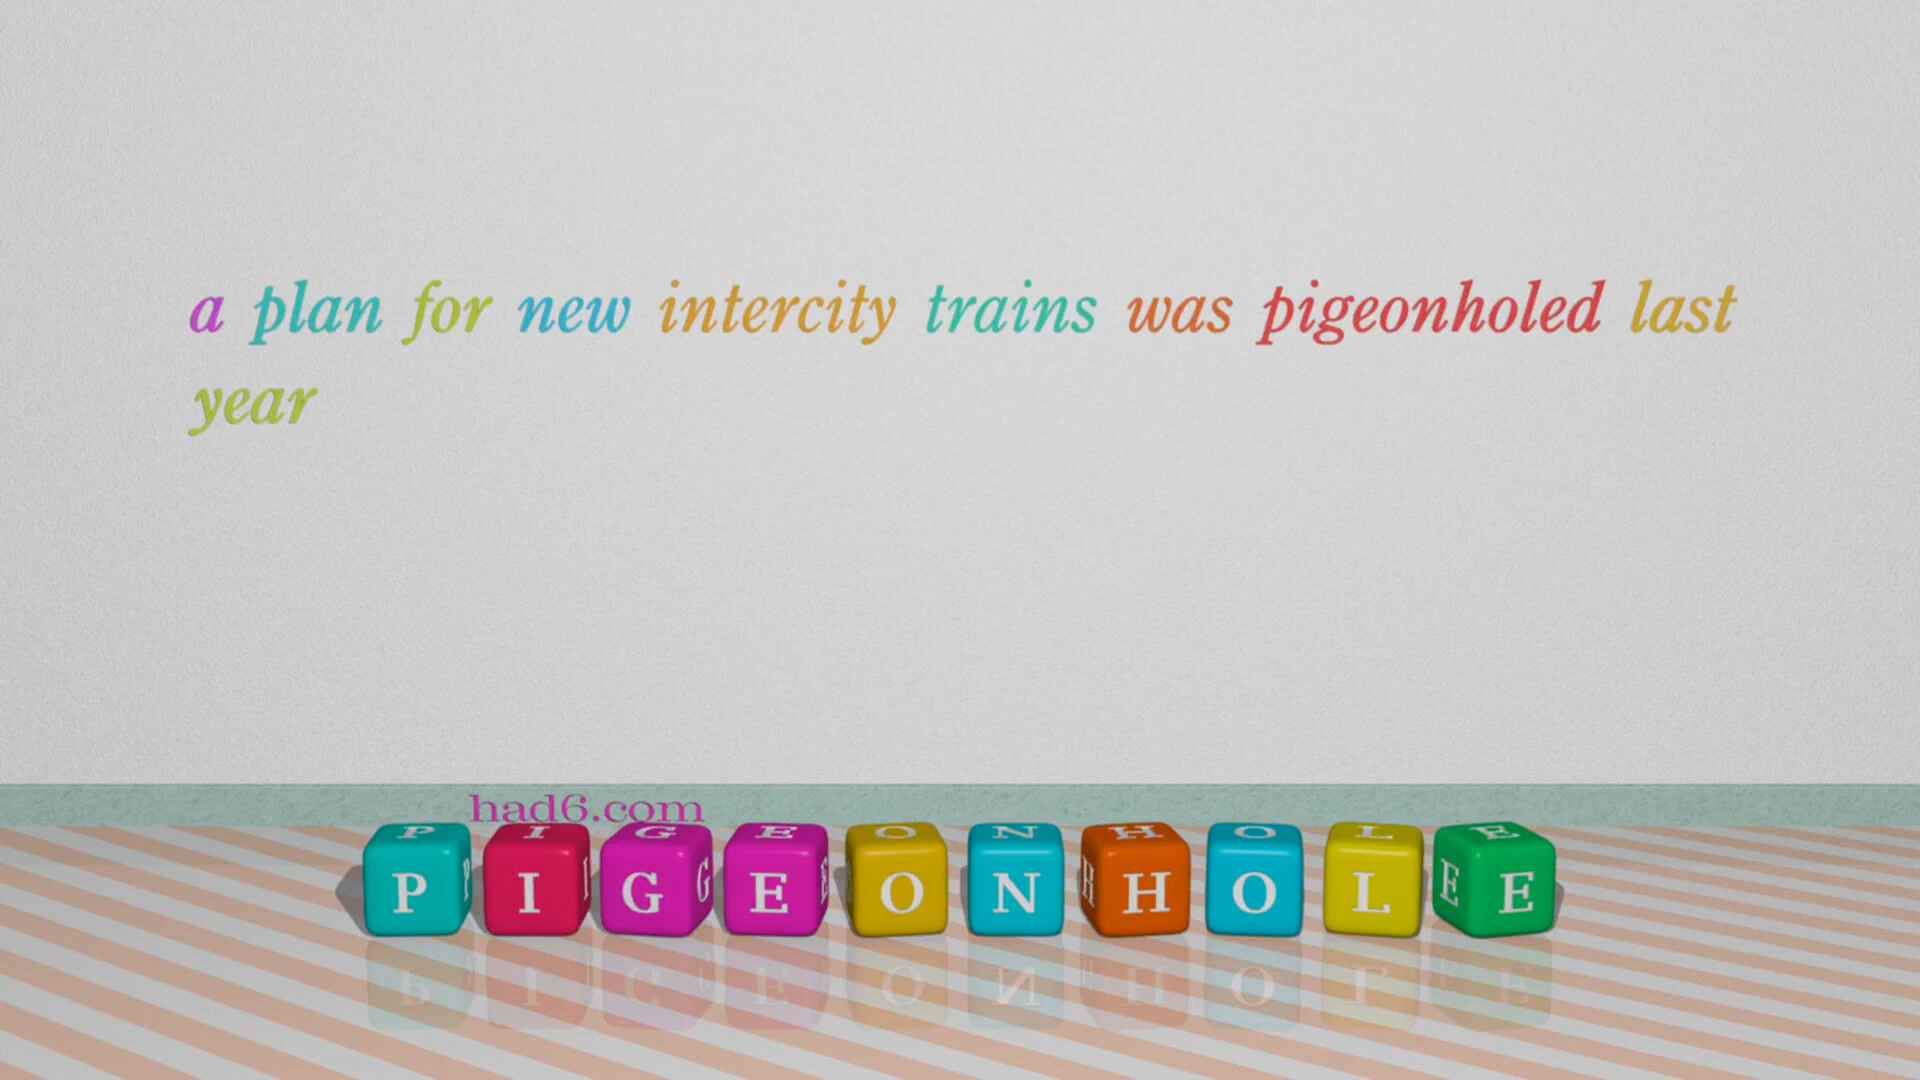 a plan for new intercity trains was pigeonholed last
year
had6.com
PIGEONHOLE